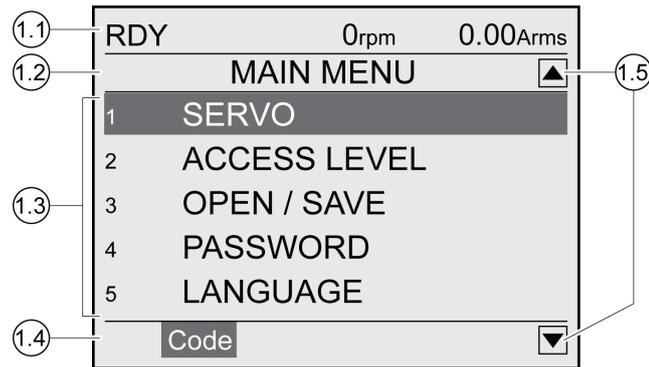 1.1 RDY 0rpm 0.00Arms
1.2 MAIN MENU ▲ 1.5
1 SERVO
2 ACCESS LEVEL
1.3 3 OPEN / SAVE
4 PASSWORD
5 LANGUAGE
1.4 Code ▼